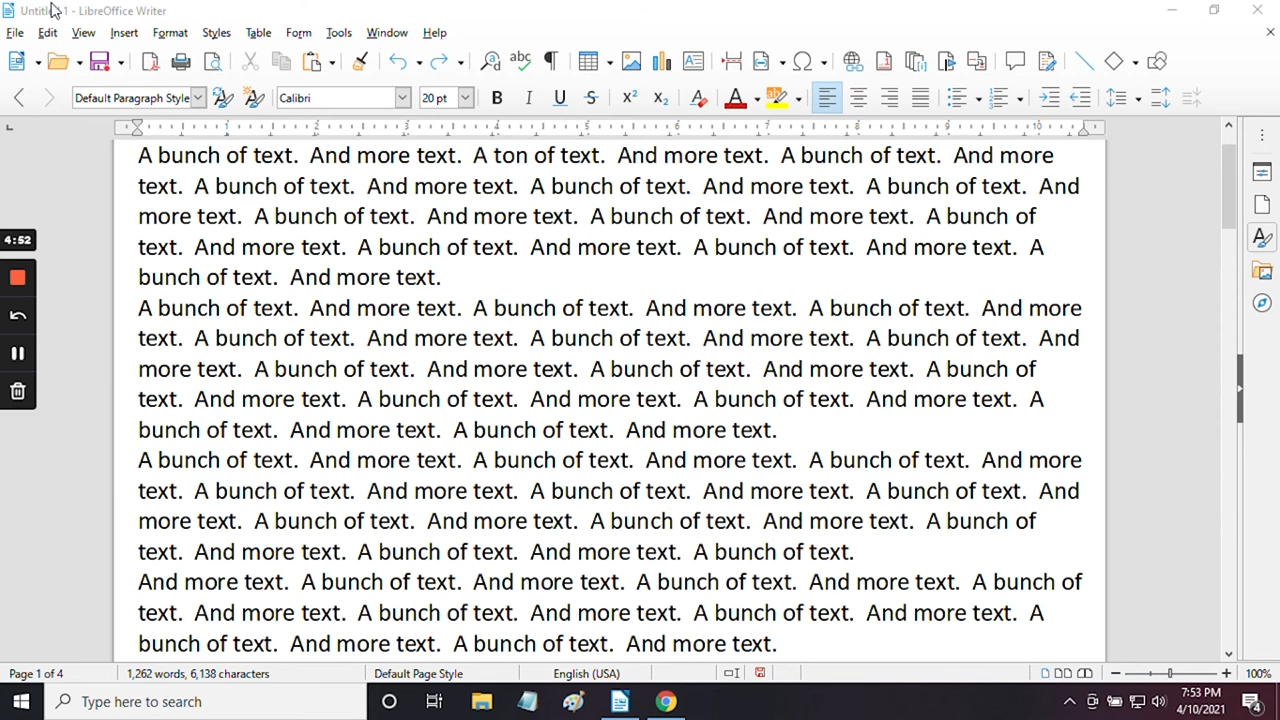 Untitled 1 - LibreOffice Writer
File Edit View Insert Format Styles Table Form Tools Window Help
Default Paragraph Style Calibri 20 pt
1 2 3 4 5 6 7 8 9 10
A bunch of text. And more text. A ton of text. And more text. A bunch of text. And more
text. A bunch of text. And more text. A bunch of text. And more text. A bunch of text. And
more text. A bunch of text. And more text. A bunch of text. And more text. A bunch of
text. And more text. A bunch of text. And more text. A bunch of text. And more text. A
bunch of text. And more text.
A bunch of text. And more text. A bunch of text. And more text. A bunch of text. And more
text. A bunch of text. And more text. A bunch of text. And more text. A bunch of text. And
more text. A bunch of text. And more text. A bunch of text. And more text. A bunch of
text. And more text. A bunch of text. And more text. A bunch of text. And more text. A
bunch of text. And more text. A bunch of text. And more text.
A bunch of text. And more text. A bunch of text. And more text. A bunch of text. And more
text. A bunch of text. And more text. A bunch of text. And more text. A bunch of text. And
more text. A bunch of text. And more text. A bunch of text. And more text. A bunch of
text. And more text. A bunch of text. And more text. A bunch of text.
And more text. A bunch of text. And more text. A bunch of text. And more text. A bunch of
text. And more text. A bunch of text. And more text. A bunch of text. And more text. A
bunch of text. And more text. A bunch of text. And more text.
4:52
Page 1 of 4 1,262 words, 6,138 characters Default Page Style English (USA) 100%
Type here to search
7:53 PM
4/10/2021
4